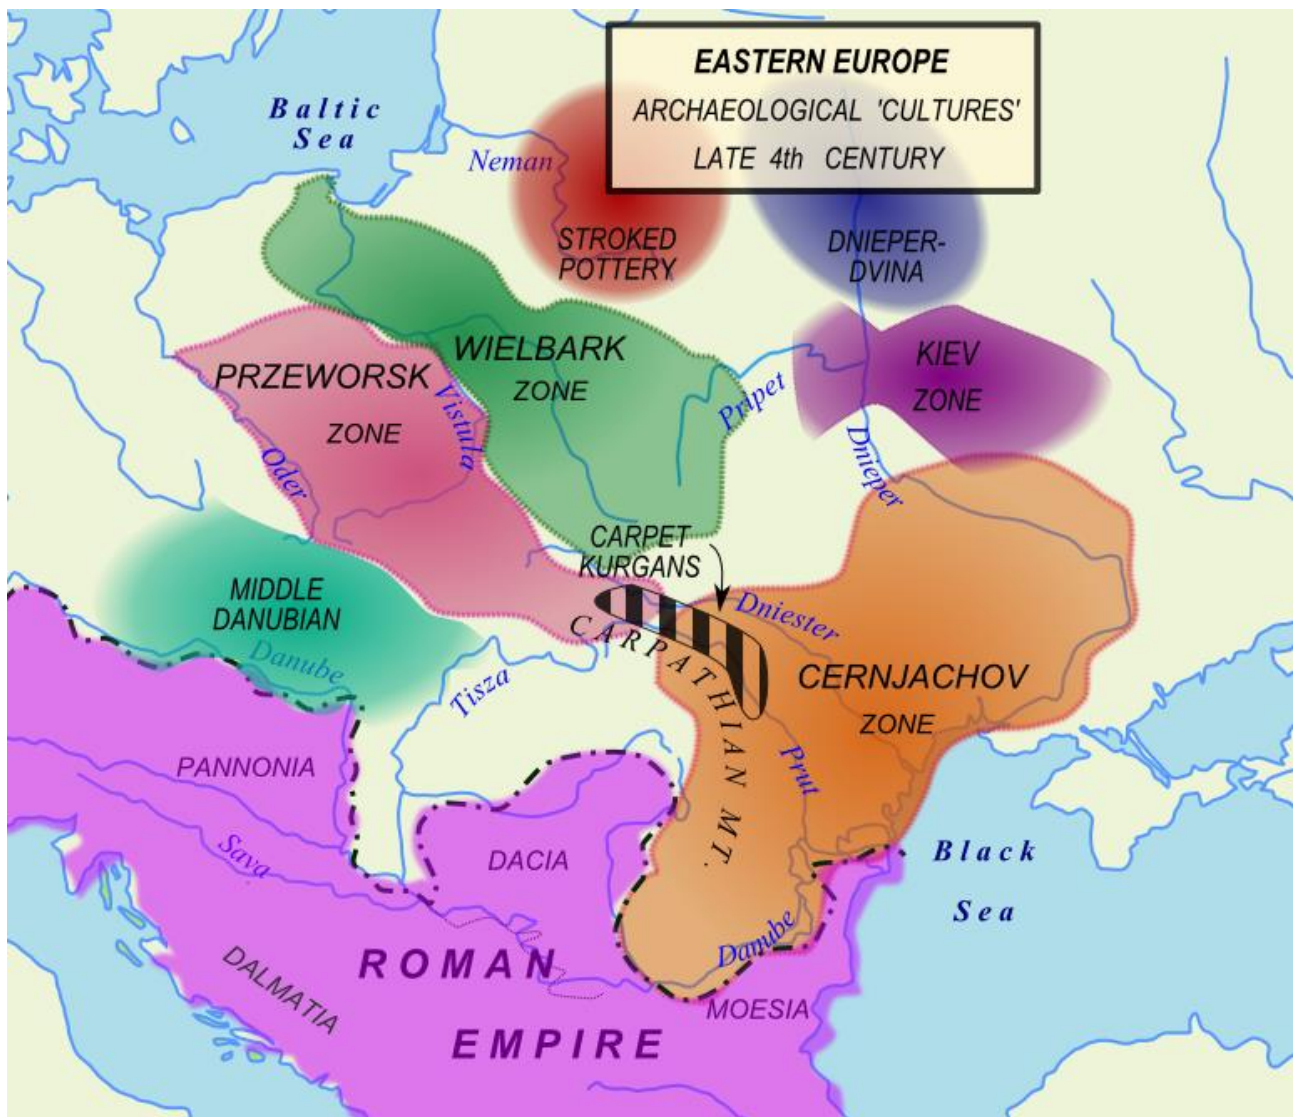 EASTERN EUROPE
ARCHAEOLOGICAL 'CULTURES'
LATE 4th CENTURY
Baltic
Sea
Neman
STROKED
POTTERY
DNIEPER-
DVINA
WIELBARK
ZONE
KIEV
ZONE
PRZEWORSK
ZONE
Vistula
Pripet
Oder
Dnieper
CARPET
KURGANS
MIDDLE
DANUBIAN
Danube
Tisza
CARPATHIAN MT.
Dniester
CERNJACHOV
ZONE
Prut
PANNONIA
Sava
DACIA
Black
Sea
DALMATIA
ROMAN
EMPIRE
Danube
MOESIA